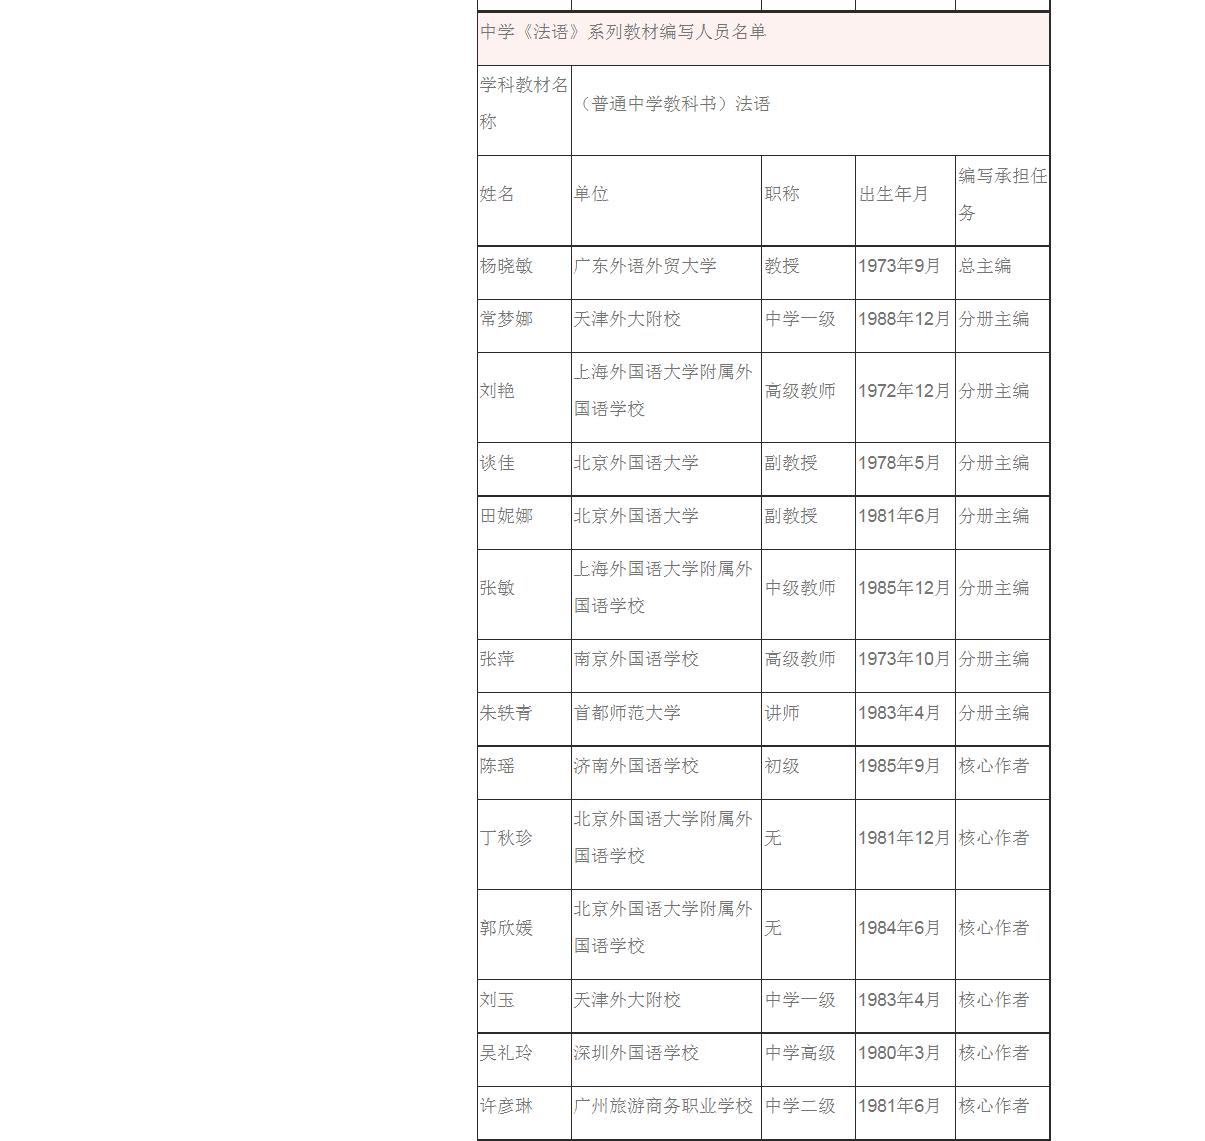 中学《法语》系列教材编写人员名单
学科教材名
称
（普通中学教科书）法语
姓名 单位 职称 出生年月 编写承担任
务
杨晓敏 广东外语外贸大学 教授 1973年9月 总主编
常梦娜 天津外大附校 中学一级 1988年12月 分册主编
刘艳 上海外国语大学附属外
国语学校 高级教师 1972年12月 分册主编
谈佳 北京外国语大学 副教授 1978年5月 分册主编
田妮娜 北京外国语大学 副教授 1981年6月 分册主编
张敏 上海外国语大学附属外
国语学校 中级教师 1985年12月 分册主编
张萍 南京外国语学校 高级教师 1973年10月 分册主编
朱轶青 首都师范大学 讲师 1983年4月 分册主编
陈瑶 济南外国语学校 初级 1985年9月 核心作者
丁秋珍 北京外国语大学附属外
国语学校 无 1981年12月 核心作者
郭欣媛 北京外国语大学附属外
国语学校 无 1984年6月 核心作者
刘玉 天津外大附校 中学一级 1983年4月 核心作者
吴礼玲 深圳外国语学校 中学高级 1980年3月 核心作者
许彦琳 广州旅游商务职业学校 中学二级 1981年6月 核心作者